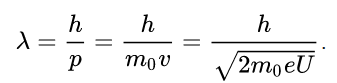 λ = h/p = h/(m₀v) = h/√(2m₀eU).